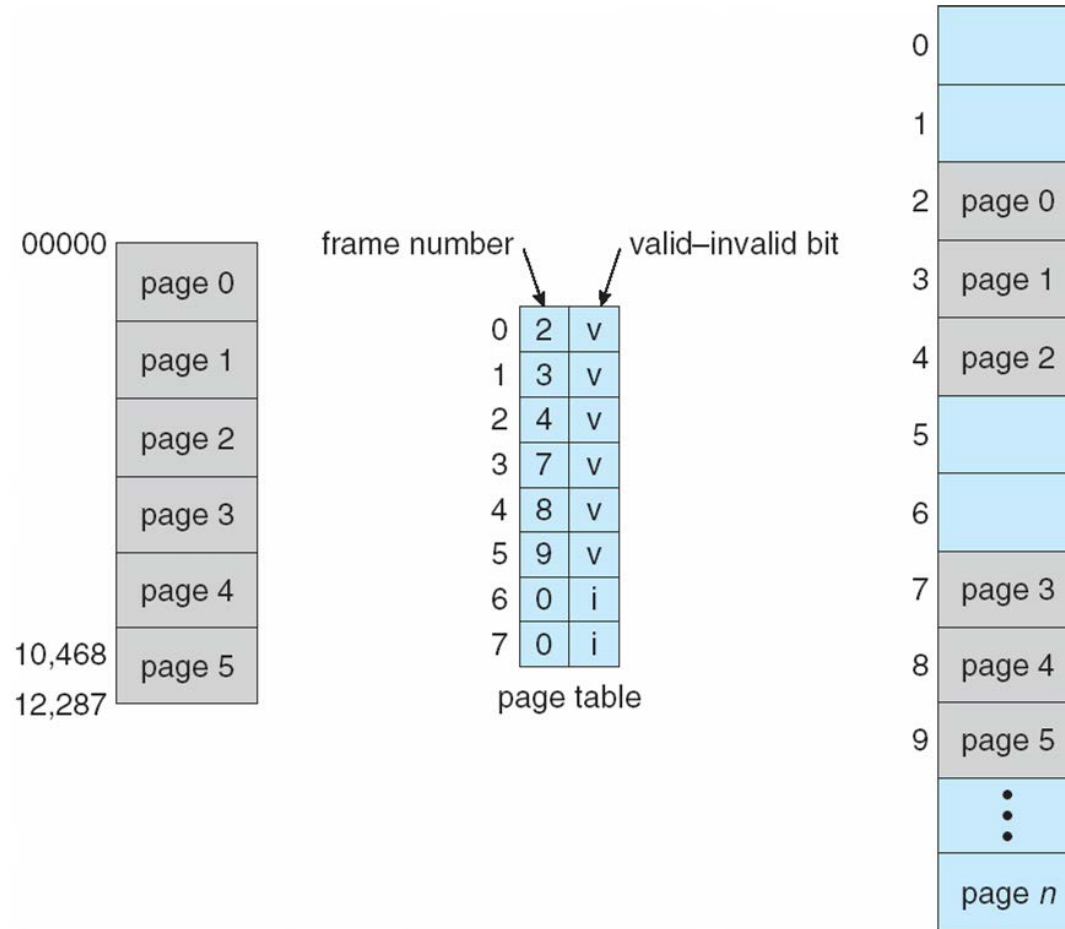 00000
page 0
page 1
page 2
page 3
page 4
10,468
page 5
12,287
frame number
valid–invalid bit
0 2 v
1 3 v
2 4 v
3 7 v
4 8 v
5 9 v
6 0 i
7 0 i
page table
0
1
2 page 0
3 page 1
4 page 2
5
6
7 page 3
8 page 4
9 page 5
page n